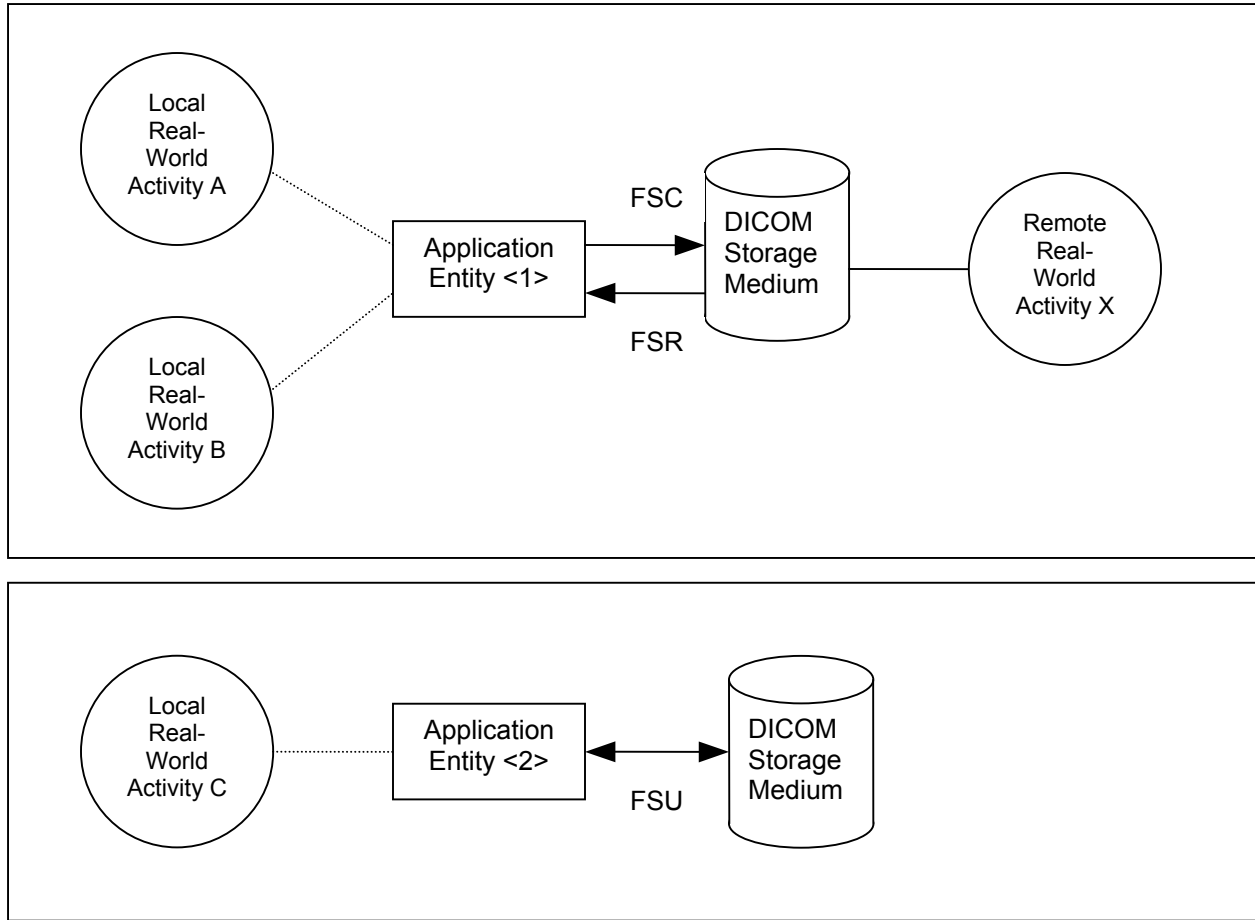 Local
Real-
World
Activity A
Local
Real-
World
Activity B
Application
Entity <1>
FSC
FSR
DICOM
Storage
Medium
Remote
Real-
World
Activity X
Local
Real-
World
Activity C
Application
Entity <2>
FSU
DICOM
Storage
Medium